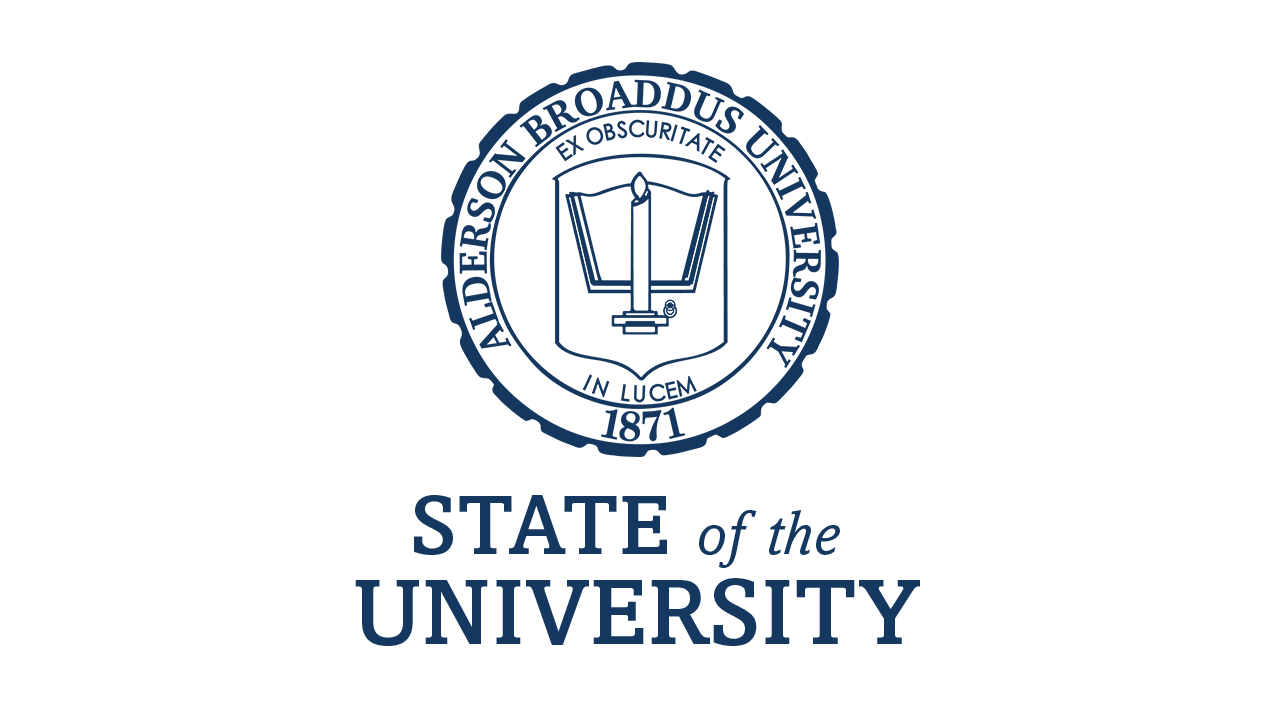 ALDERSON BROADDUS UNIVERSITY
EX OBSCURITATE
IN LUCEM
1871
STATE of the
UNIVERSITY